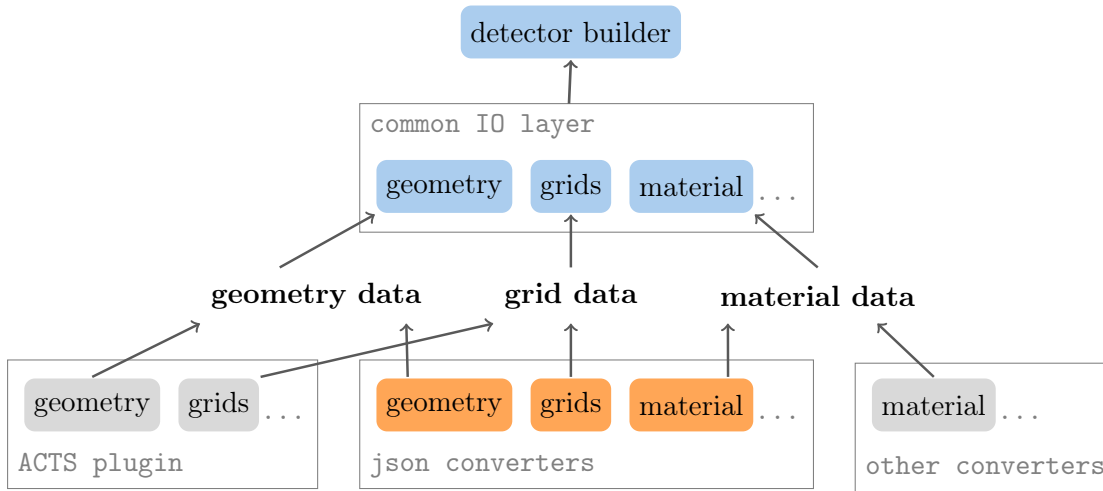 detector builder
common IO layer
geometry grids material ...
geometry data grid data material data
geometry grids ... geometry grids material ... material ...
ACTS plugin json converters other converters